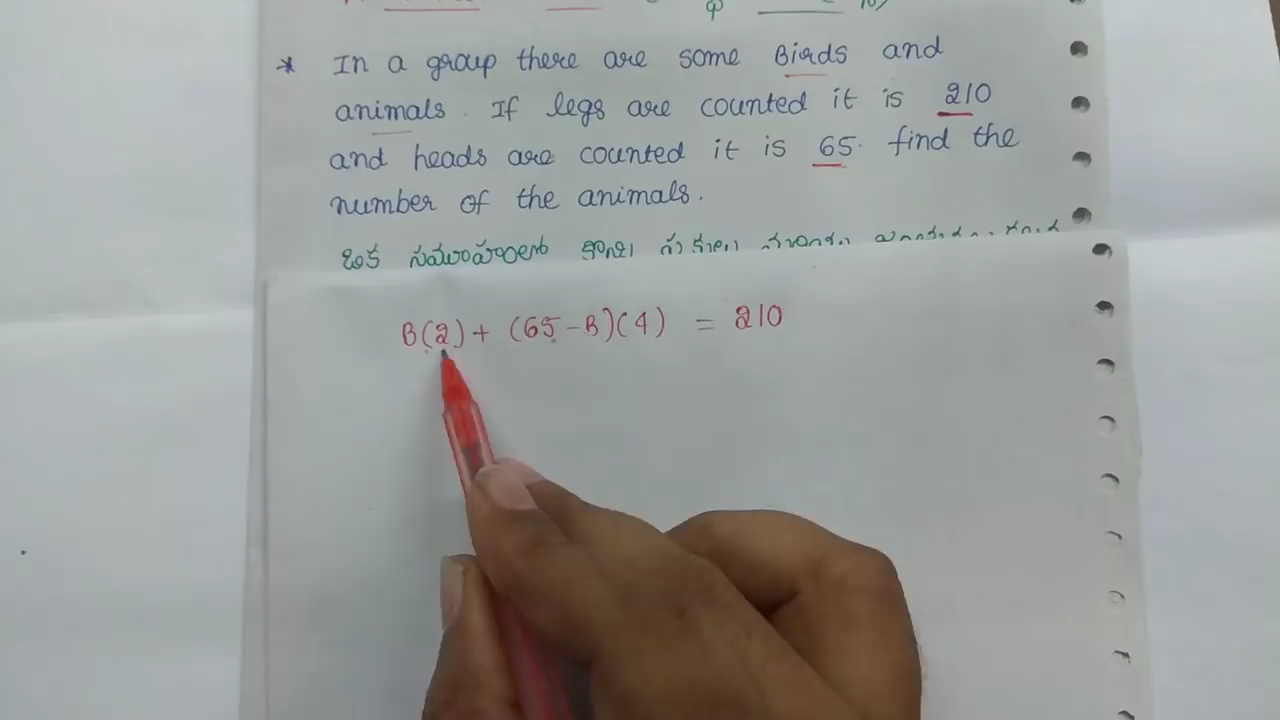 * In a group there are some Birds and
animals. If legs are counted it is 210
and heads are counted it is 65. find the
number of the animals.
ఒక
B(2) + (65 - B)(4) = 210